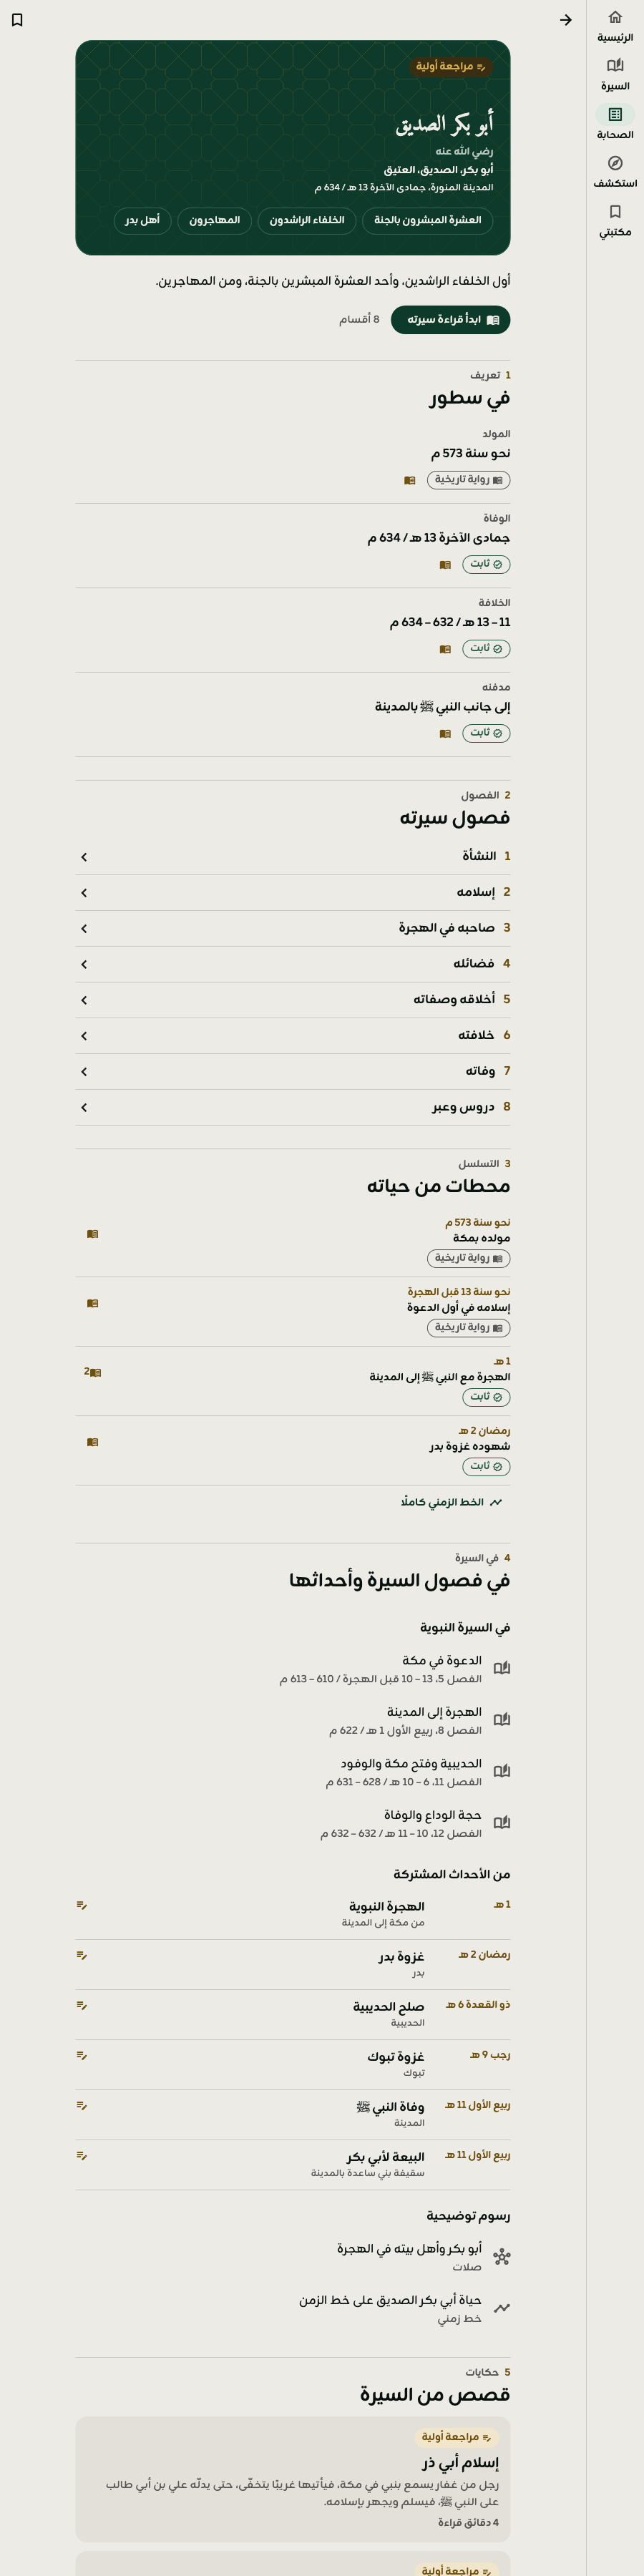 الرئيسية
السيرة
الصحابة
استكشف
مكتبتي
مراجعة أولية
أبو بكر الصديق
رضي الله عنه
أبو بكر، الصديق، العتيق
المدينة المنورة، جمادى الآخرة 13 هـ / 634 م
العشرة المبشرون بالجنة
الخلفاء الراشدون
المهاجرون
أهل بدر
أول الخلفاء الراشدين، وأحد العشرة المبشرين بالجنة، ومن المهاجرين.
ابدأ قراءة سيرته
8 أقسام
1 تعريف
في سطور
المولد
نحو سنة 573 م
رواية تاريخية
الوفاة
جمادى الآخرة 13 هـ / 634 م
ثابت
الخلافة
11 – 13 هـ / 632 – 634 م
ثابت
مدفنه
إلى جانب النبي ﷺ بالمدينة
ثابت
2 الفصول
فصول سيرته
1 النشأة
2 إسلامه
3 صاحبه في الهجرة
4 فضائله
5 أخلاقه وصفاته
6 خلافته
7 وفاته
8 دروس وعبر
3 التسلسل
محطات من حياته
نحو سنة 573 م
مولده بمكة
رواية تاريخية
نحو سنة 13 قبل الهجرة
إسلامه في أول الدعوة
رواية تاريخية
1 هـ
الهجرة مع النبي ﷺ إلى المدينة
2
ثابت
رمضان 2 هـ
شهوده غزوة بدر
ثابت
الخط الزمني كاملًا
4 في السيرة
في فصول السيرة وأحداثها
في السيرة النبوية
الدعوة في مكة
الفصل 5، 13 – 10 قبل الهجرة / 610 – 613 م
الهجرة إلى المدينة
الفصل 8، ربيع الأول 1 هـ / 622 م
الحديبية وفتح مكة والوفود
الفصل 11، 6 – 10 هـ / 628 – 631 م
حجة الوداع والوفاة
الفصل 12، 10 – 11 هـ / 632 – 632 م
من الأحداث المشتركة
1 هـ
الهجرة النبوية
من مكة إلى المدينة
رمضان 2 هـ
غزوة بدر
بدر
ذو القعدة 6 هـ
صلح الحديبية
الحديبية
رجب 9 هـ
غزوة تبوك
تبوك
ربيع الأول 11 هـ
وفاة النبي ﷺ
المدينة
ربيع الأول 11 هـ
البيعة لأبي بكر
سقيفة بني ساعدة بالمدينة
رسوم توضيحية
أبو بكر وأهل بيته في الهجرة
صلات
حياة أبي بكر الصديق على خط الزمن
خط زمني
5 حكايات
قصص من السيرة
مراجعة أولية
إسلام أبي ذر
رجل من غفار يسمع بنبي في مكة، فيأتيها غريبًا يتخفّى، حتى يدلّه علي بن أبي طالب
على النبي ﷺ، فيسلم ويجهر بإسلامه.
4 دقائق قراءة
مراجعة أولية